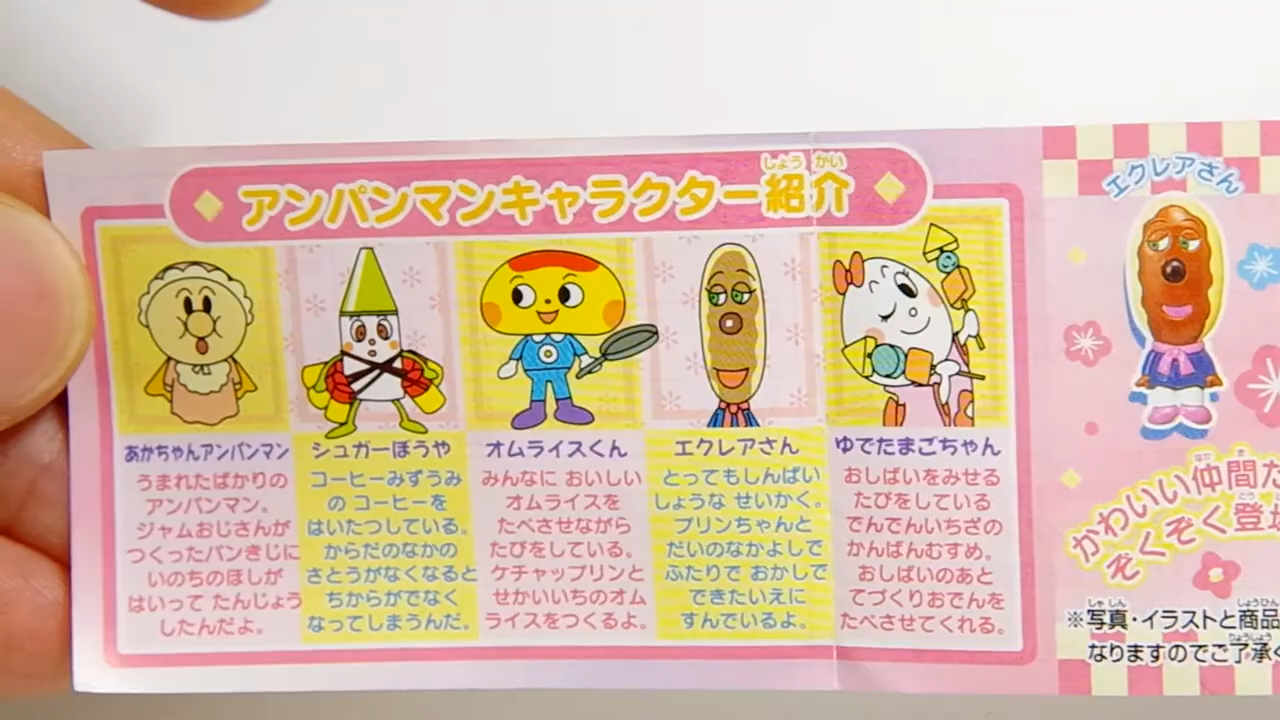 アンパンマンキャラクター紹介
しょう かい
あかちゃんアンパンマン
うまれたばかりの
アンパンマン。
ジャムおじさんが
つくったパンきじに
いのちのほしが
はいって たんじょう
したんだよ。
シュガーぼうや
コーヒーみずうみ
の コーヒーを
はいたつしている。
からだのなかの
さとうがなくなると
ちからがでなく
なってしまうんだ。
オムライスくん
みんなに おいしい
オムライスを
たべさせながら
たびをしている。
ケチャップリンと
せかいいちのオム
ライスをつくるよ。
エクレアさん
とってもしんぱい
しょうな せいかく。
プリンちゃんと
だいのなかよしで
ふたりで おかしで
できたいえに
すんでいるよ。
ゆでたまごちゃん
おしばいをみせる
たびをしている
でんでんいちざの
かんばんむすめ。
おしばいのあと
てづくりおでんを
たべさせてくれる。
エクレアさん
かわいい仲間
ぞくぞく登
※写真・イラストと商品
なりますのでご了承く